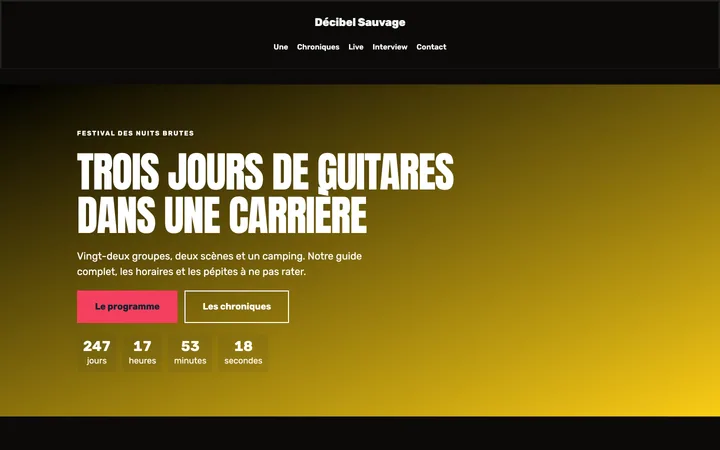 Décibel Sauvage
Une Chroniques Live Interview Contact
FESTIVAL DES NUITS BRUTES
TROIS JOURS DE GUITARES
DANS UNE CARRIÈRE
Vingt-deux groupes, deux scènes et un camping. Notre guide
complet, les horaires et les pépites à ne pas rater.
Le programme Les chroniques
247 17 53 18
jours heures minutes secondes